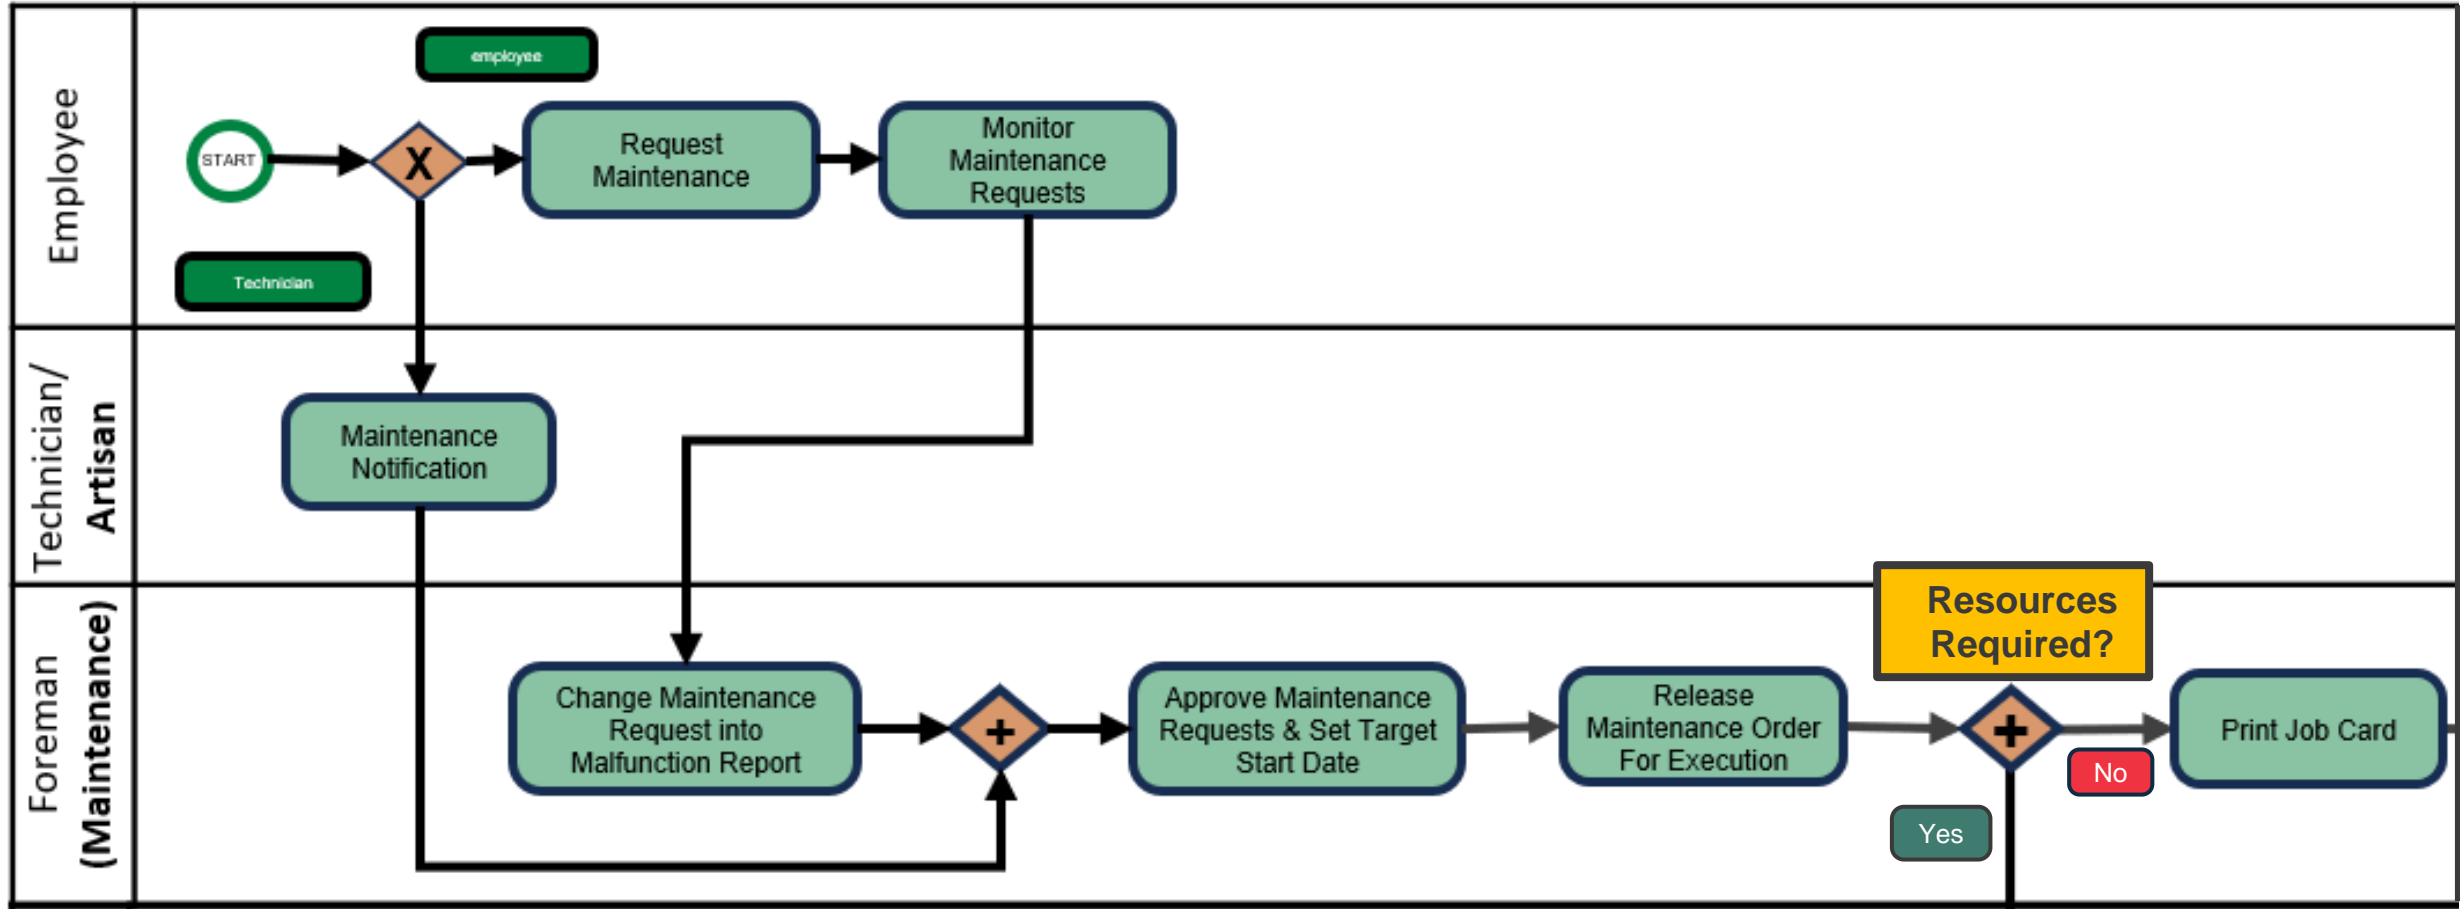 Employee
employee
START
X
Request
Maintenance
Monitor
Maintenance
Requests
Technician
Technician/
Artisan
Maintenance
Notification
Foreman
(Maintenance)
Change Maintenance
Request into
Malfunction Report
+
Approve Maintenance
Requests & Set Target
Start Date
Release
Maintenance Order
For Execution
Resources
Required?
+
No
Yes
Print Job Card